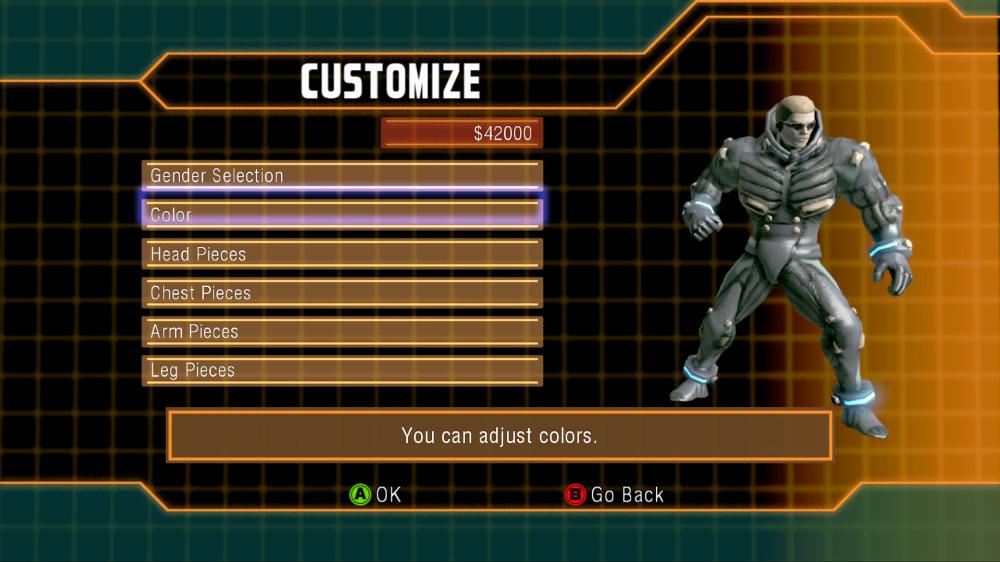 CUSTOMIZE
$42000
Gender Selection
Color
Head Pieces
Chest Pieces
Arm Pieces
Leg Pieces
You can adjust colors.
A OK
B Go Back